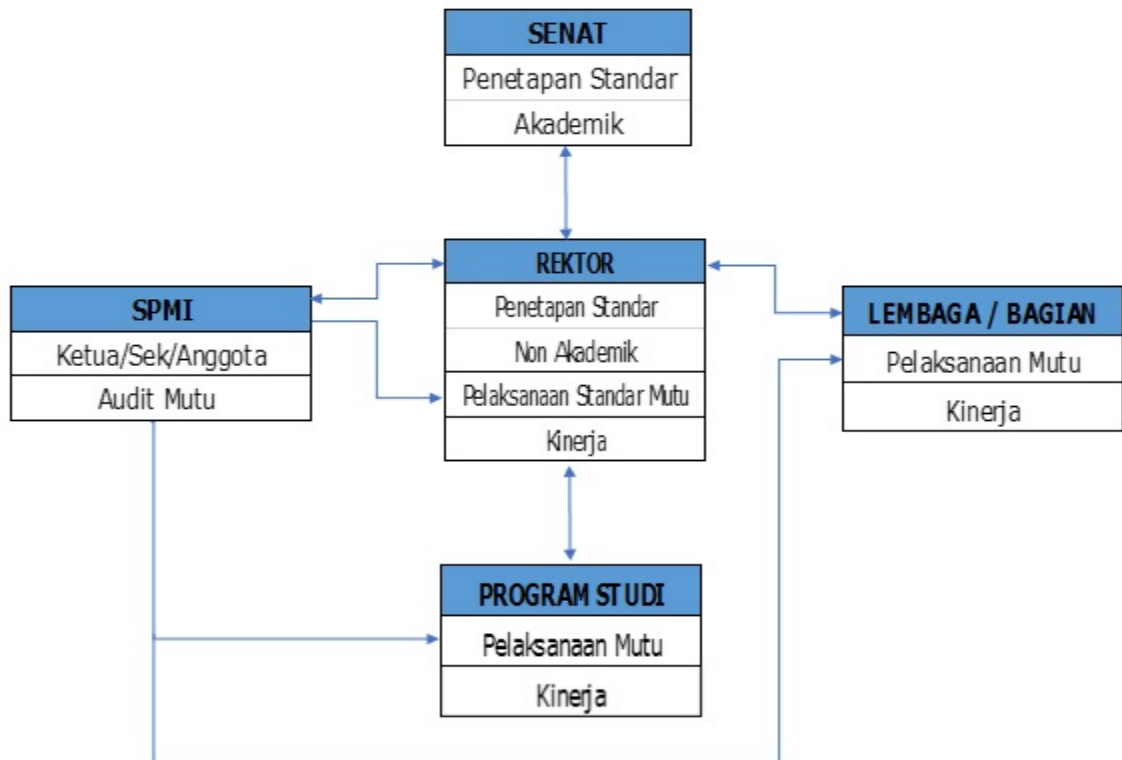 SENAT
Penetapan Standar
Akademik
REKTOR
Penetapan Standar
Non Akademik
Pelaksanaan Standar Mutu
Kinerja
SPMI
Ketua/Sek/Anggota
Audit Mutu
LEMBAGA / BAGIAN
Pelaksanaan Mutu
Kinerja
PROGRAM STUDI
Pelaksanaan Mutu
Kinerja